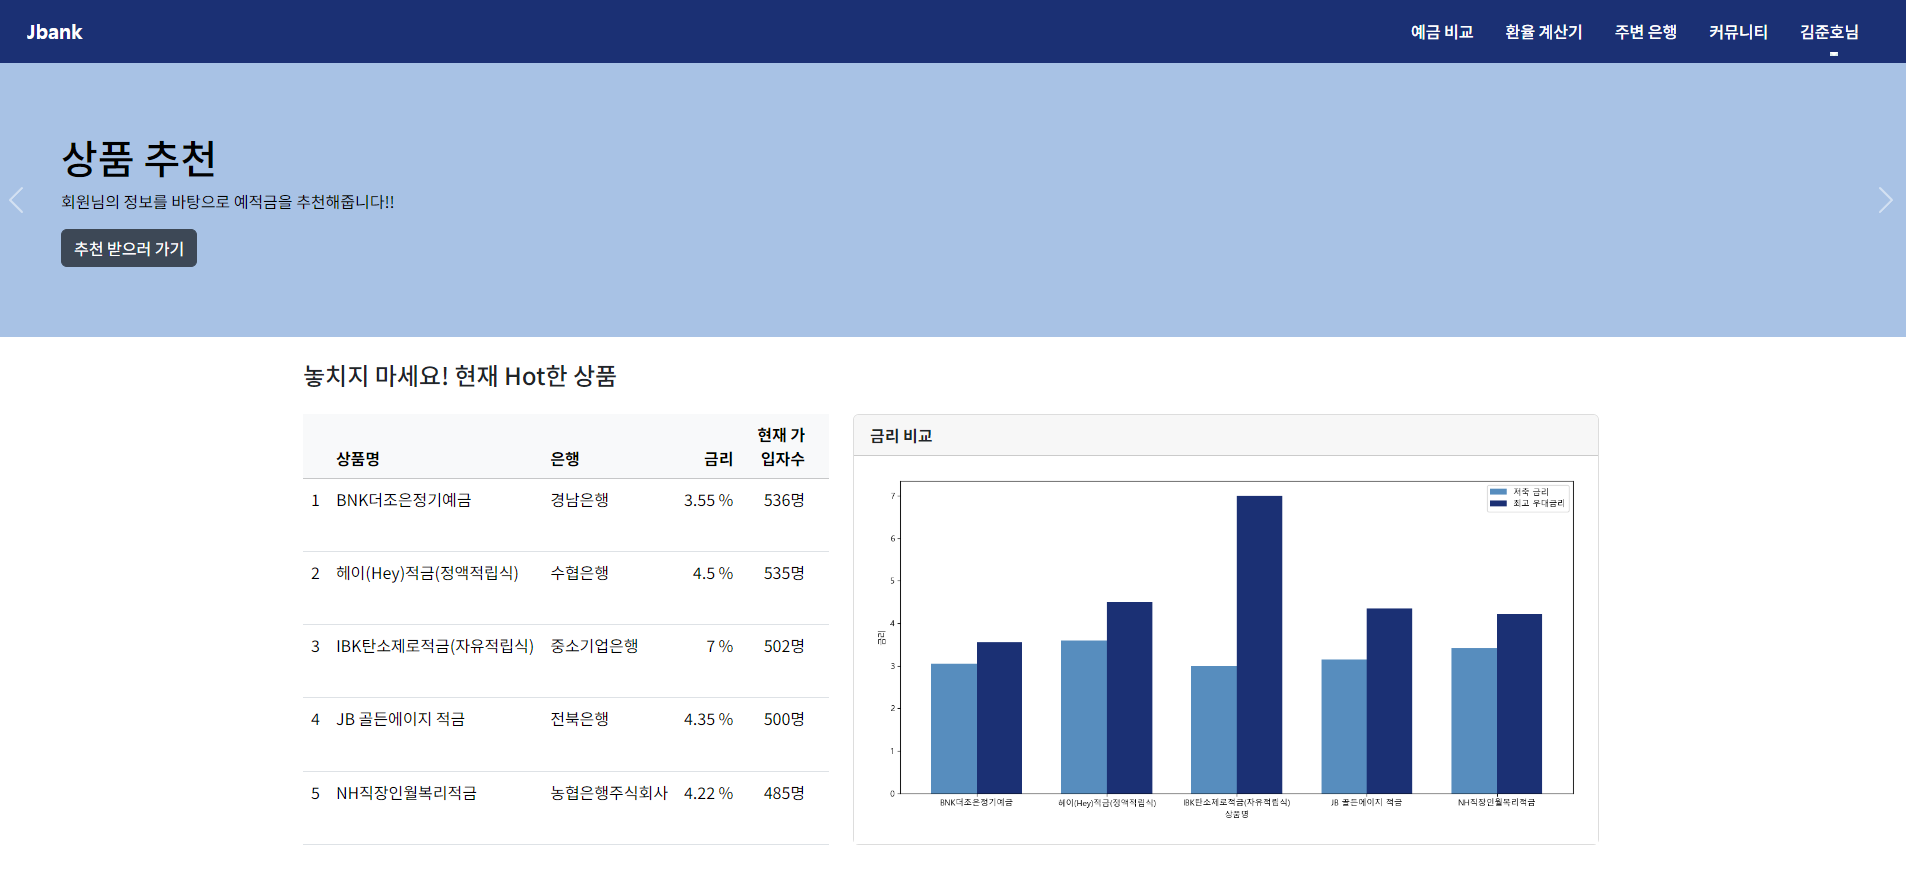 Jbank
예금 비교 환율 계산기 주변 은행 커뮤니티 김준호님
상품 추천
회원님의 정보를 바탕으로 예적금을 추천해줍니다!!
추천 받으러 가기
놓치지 마세요! 현재 Hot한 상품
현재 가
상품명 은행 금리 입자수
1 BNK더조은정기예금 경남은행 3.55 % 536명
2 헤이(Hey)적금(정액적립식) 수협은행 4.5 % 535명
3 IBK탄소제로적금(자유적립식) 중소기업은행 7 % 502명
4 JB 골든에이지 적금 전북은행 4.35 % 500명
5 NH직장인월복리적금 농협은행주식회사 4.22 % 485명
금리 비교
저축 금리
최고 우대금리
7
6
5
4
3
2
1
0
금리
BNK더조은정기예금 헤이(Hey)적금(정액적립식) IBK탄소제로적금(자유적립식) JB 골든에이지 적금 NH직장인월복리적금
상품명